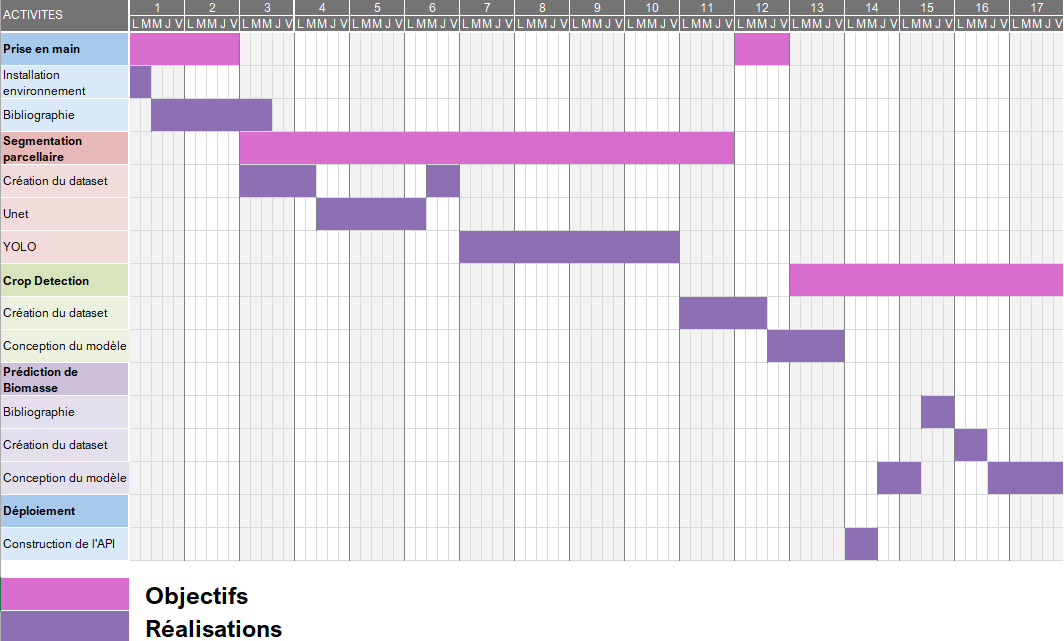 ACTIVITES
1 2 3 4 5 6 7 8 9 10 11 12 13 14 15 16 17
L M M J V L M M J V L M M J V L M M J V L M M J V L M M J V L M M J V L M M J V L M M J V L M M J V L M M J V L M M J V L M M J V L M M J V L M M J V L M M J V L M M J V
Prise en main
Installation
environnement
Bibliographie
Segmentation
parcellaire
Création du dataset
Unet
YOLO
Crop Detection
Création du dataset
Conception du modèle
Prédiction de
Biomasse
Bibliographie
Création du dataset
Conception du modèle
Déploiement
Construction de l'API
Objectifs
Réalisations